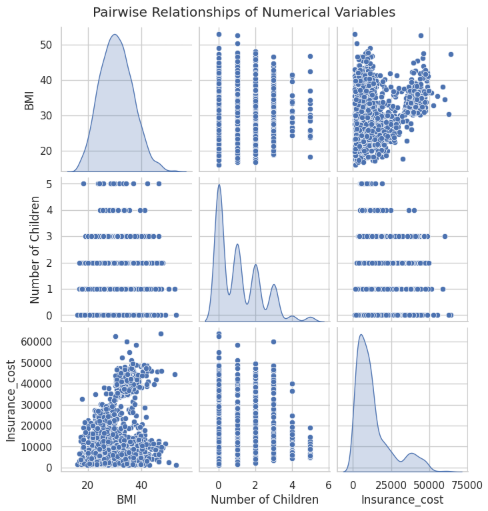 Pairwise Relationships of Numerical Variables
50
40
30
20
BMI
5
4
3
2
1
0
Number of Children
60000
50000
40000
30000
20000
10000
0
Insurance_cost
20 40
BMI
0 2 4 6
Number of Children
0 25000 50000 75000
Insurance_cost